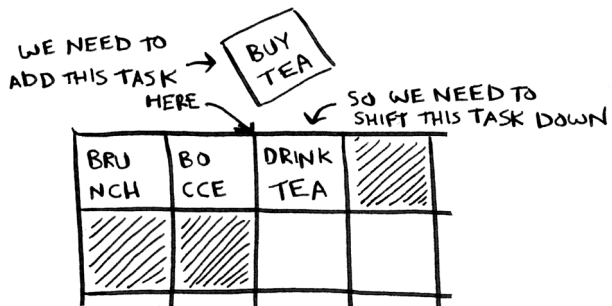 WE NEED TO
ADD THIS TASK
HERE
BUY
TEA
SO WE NEED TO
SHIFT THIS TASK DOWN
BRU
NCH
BO
CCE
DRINK
TEA